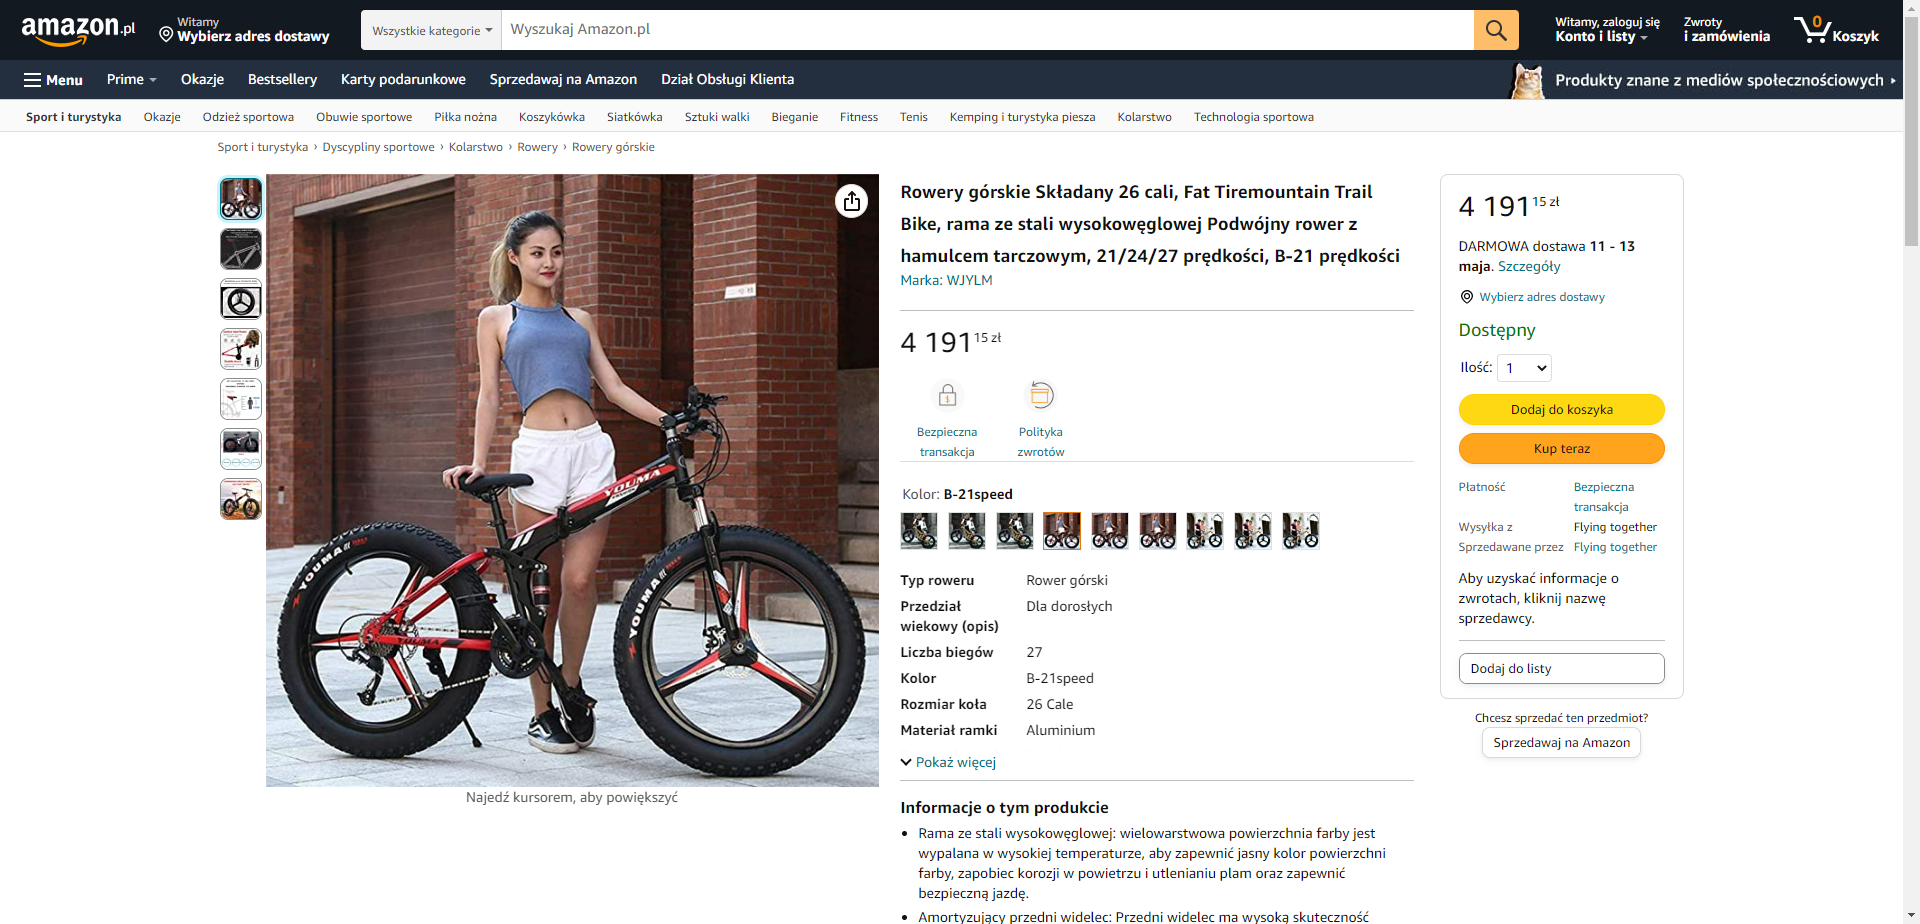 amazon.pl
Witamy
Wybierz adres dostawy
Wszystkie kategorie
Wyszukaj Amazon.pl
Witamy, zaloguj się
Konto i listy
Zwroty
i zamówienia
0
Koszyk
Menu
Prime
Okazje
Bestsellery
Karty podarunkowe
Sprzedawaj na Amazon
Dział Obsługi Klienta
Produkty znane z mediów społecznościowych
Sport i turystyka
Okazje
Odzież sportowa
Obuwie sportowe
Piłka nożna
Koszykówka
Siatkówka
Sztuki walki
Bieganie
Fitness
Tenis
Kemping i turystyka piesza
Kolarstwo
Technologia sportowa
Sport i turystyka › Dyscypliny sportowe › Kolarstwo › Rowery › Rowery górskie
YOUMA
YOUMA
YOUMA
YOUMA
Najedź kursorem, aby powiększyć
Rowery górskie Składany 26 cali, Fat Tiremountain Trail
Bike, rama ze stali wysokowęglowej Podwójny rower z
hamulcem tarczowym, 21/24/27 prędkości, B-21 prędkości
Marka: WJYLM
4 191 15 zł
Bezpieczna
transakcja
Polityka
zwrotów
Kolor: B-21speed
Typ roweru Rower górski
Przedział
wiekowy (opis) Dla dorosłych
Liczba biegów 27
Kolor B-21speed
Rozmiar koła 26 Cale
Materiał ramki Aluminium
Pokaż więcej
Informacje o tym produkcie
• Rama ze stali wysokowęglowej: wielowarstwowa powierzchnia farby jest
wypalana w wysokiej temperaturze, aby zapewnić jasny kolor powierzchni
farby, zapobiec korozji w powietrzu i utlenianiu plam oraz zapewnić
bezpieczną jazdę.
• Amortyzujący przedni widelec: Przedni widelec ma wysoką skuteczność
4 191 15 zł
DARMOWA dostawa 11 - 13
maja. Szczegóły
Wybierz adres dostawy
Dostępny
Ilość: 1
Dodaj do koszyka
Kup teraz
Płatność Bezpieczna
transakcja
Wysyłka z Flying together
Sprzedawane przez Flying together
Aby uzyskać informacje o
zwrotach, kliknij nazwę
sprzedawcy.
Dodaj do listy
Chcesz sprzedać ten przedmiot?
Sprzedawaj na Amazon